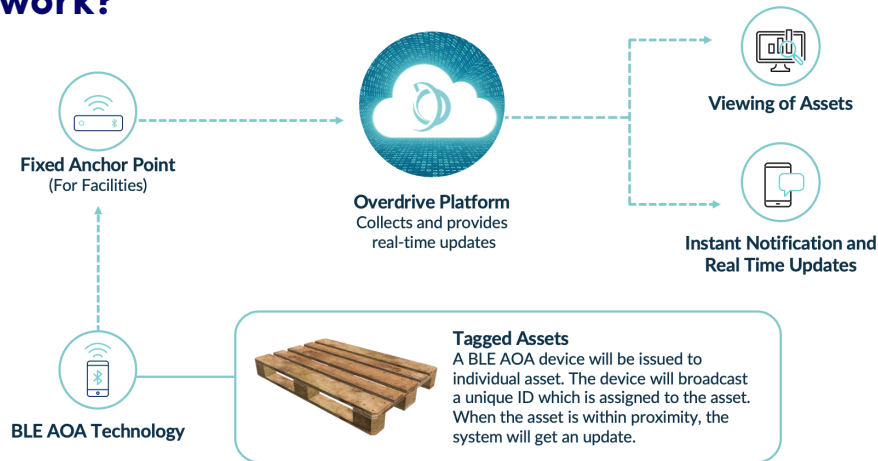 work?
Fixed Anchor Point
(For Facilities)
Overdrive Platform
Collects and provides
real-time updates
Viewing of Assets
Instant Notification and
Real Time Updates
BLE AOA Technology
Tagged Assets
A BLE AOA device will be issued to
individual asset. The device will broadcast
a unique ID which is assigned to the asset.
When the asset is within proximity, the
system will get an update.